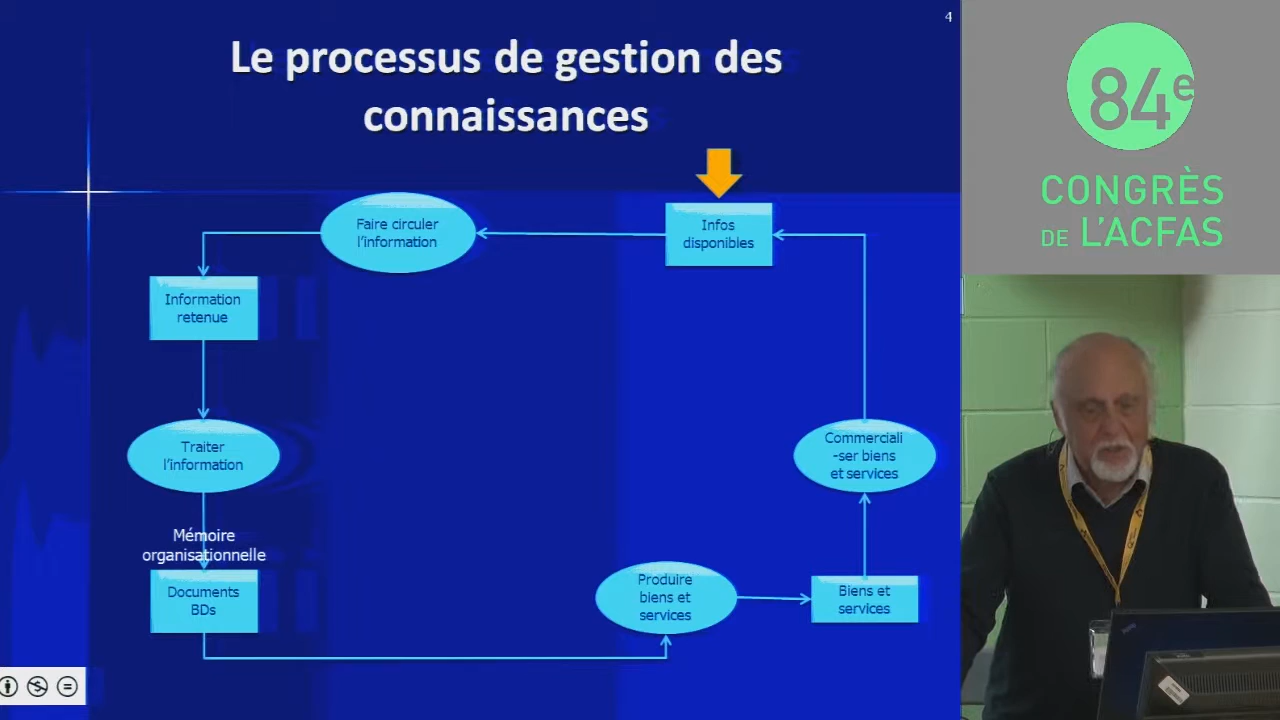 4
Le processus de gestion des
connaissances
Faire circuler
l'information
Infos
disponibles
Information
retenue
Traiter
l'information
Commerciali
-ser biens
et services
Mémoire
organisationnelle
Documents
BDs
Produire
biens et
services
Biens et
services
84e
CONGRÈS
DE L'ACFAS